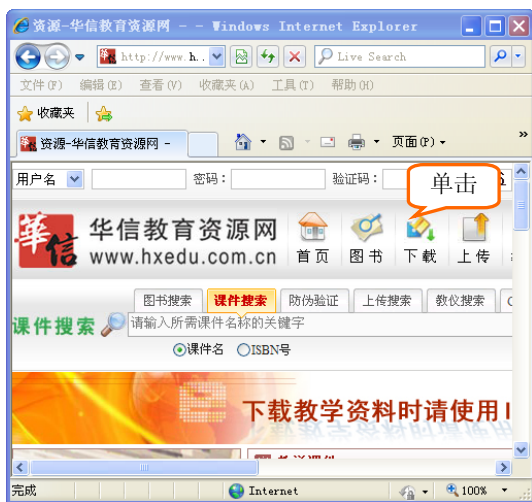 资源-华信教育资源网 - - Windows Internet Explorer
http://www.h..
Live Search
文件(F) 编辑(E) 查看(V) 收藏夹(A) 工具(T) 帮助(H)
收藏夹
资源-华信教育资源网 -
页面(P)
»
用户名 密码： 验证码：
单击
華信
华信教育资源网
www.hxedu.com.cn
首页 图书 下载 上传
图书搜索 课件搜索 防伪验证 上传搜索 教仪搜索
课件搜索
请输入所需课件名称的关键字
课件名 ISBN号
下载教学资料时请使用I
完成 Internet 100%